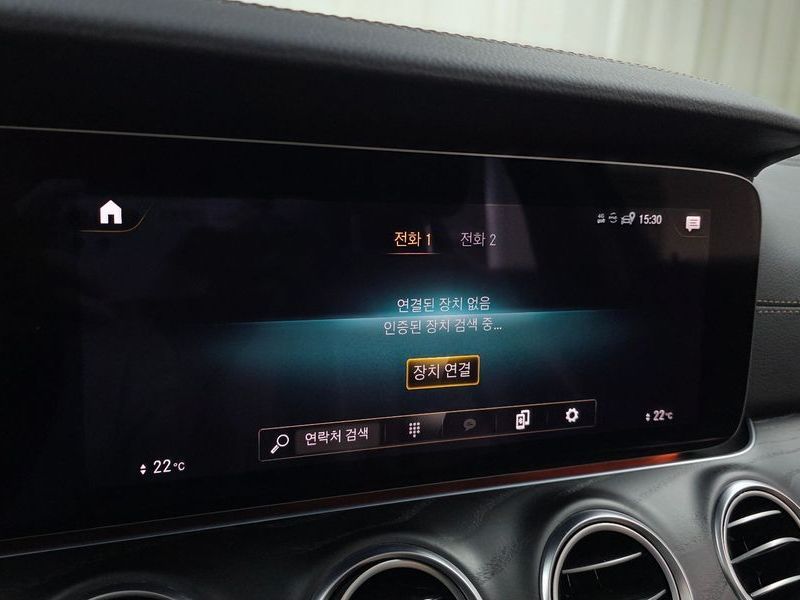 15:30
전화 1 전화 2
연결된 장치 없음
인증된 장치 검색 중...
장치 연결
연락처 검색
22°C
22°C